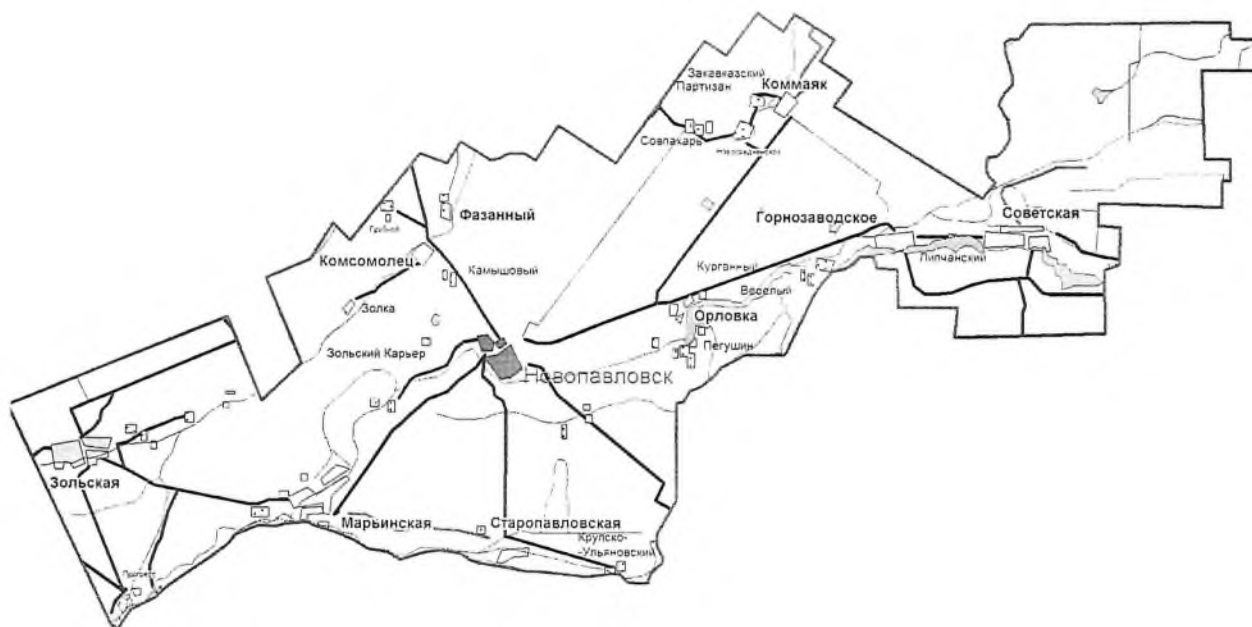 Закавказский
Партизан
Коммаяк
Совпахарь
Новосредненское
Фазанный
Горнозаводское
Советская
Комсомолец
Камышовый
Курганный
Липчанский
Веселый
Золка
Орловка
Зольский Карьер
Пегушин
Новопавловск
Зольская
Марьинская
Старопавловская
Крупско-
-Ульяновский